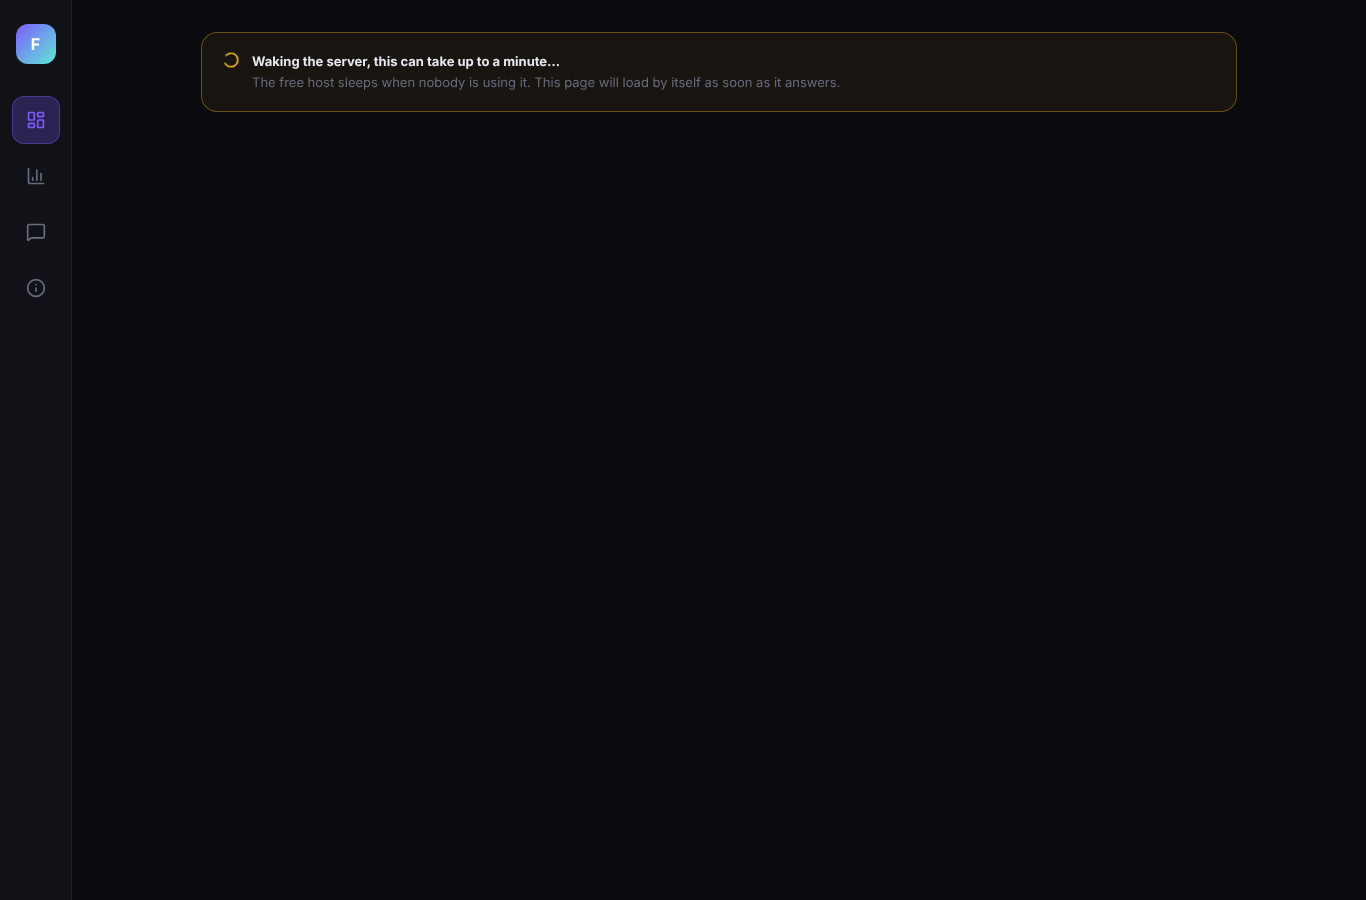 F
Waking the server, this can take up to a minute...
The free host sleeps when nobody is using it. This page will load by itself as soon as it answers.